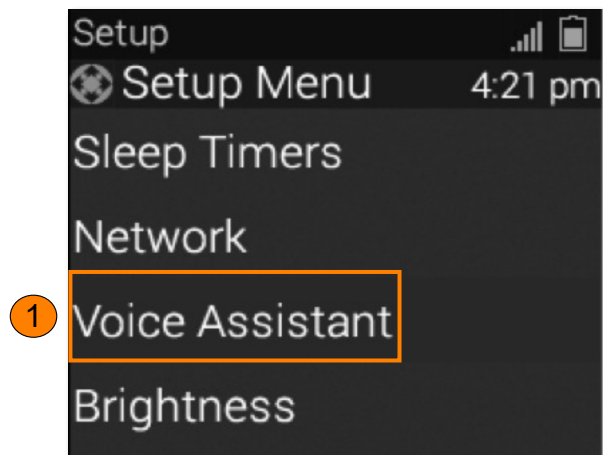 Setup
Setup Menu 4:21 pm
Sleep Timers
Network
1 Voice Assistant
Brightness